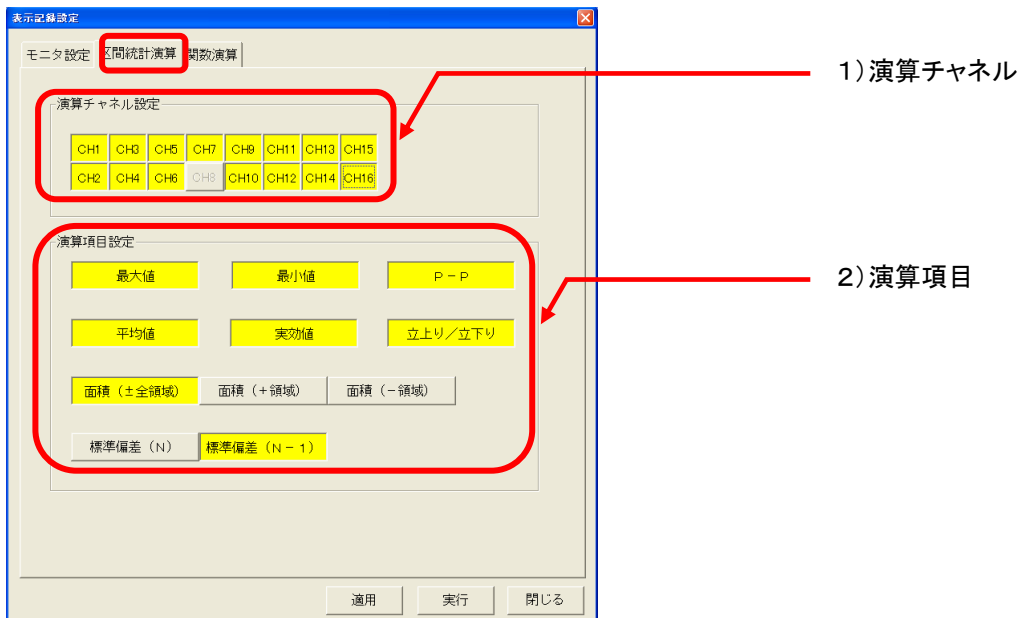 表示記録設定
モニタ設定 区間統計演算 関数演算
1)演算チャネル
演算チャネル設定
CH1 CH3 CH5 CH7 CH9 CH11 CH13 CH15
CH2 CH4 CH6 CH8 CH10 CH12 CH14 CH16
演算項目設定
最大値 最小値 P-P
2)演算項目
平均値 実効値 立上り/立下り
面積(±全領域) 面積(+領域) 面積(-領域)
標準偏差(N) 標準偏差(N-1)
適用 実行 閉じる